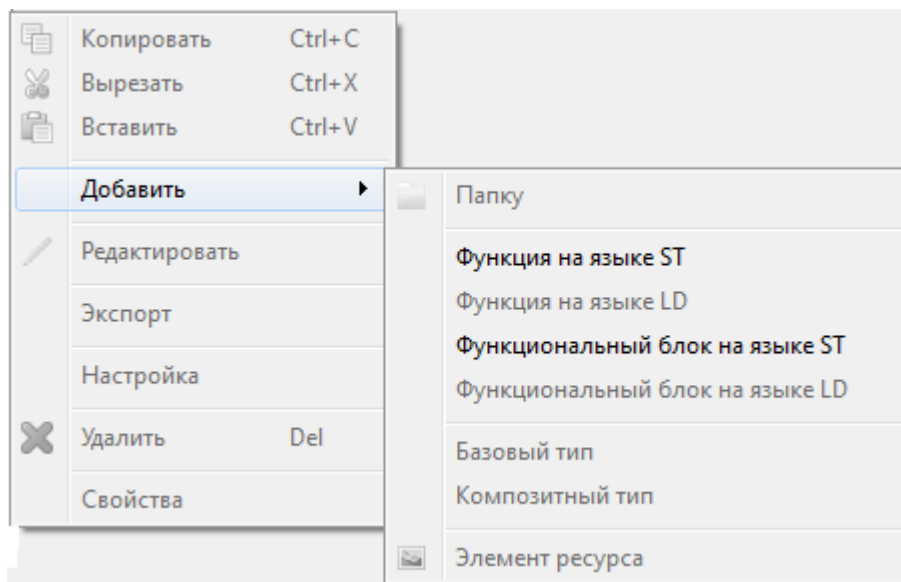 Копировать Ctrl+C
Вырезать Ctrl+X
Вставить Ctrl+V
Добавить
Редактировать
Экспорт
Настройка
Удалить Del
Свойства
Папку
Функция на языке ST
Функция на языке LD
Функциональный блок на языке ST
Функциональный блок на языке LD
Базовый тип
Композитный тип
Элемент ресурса